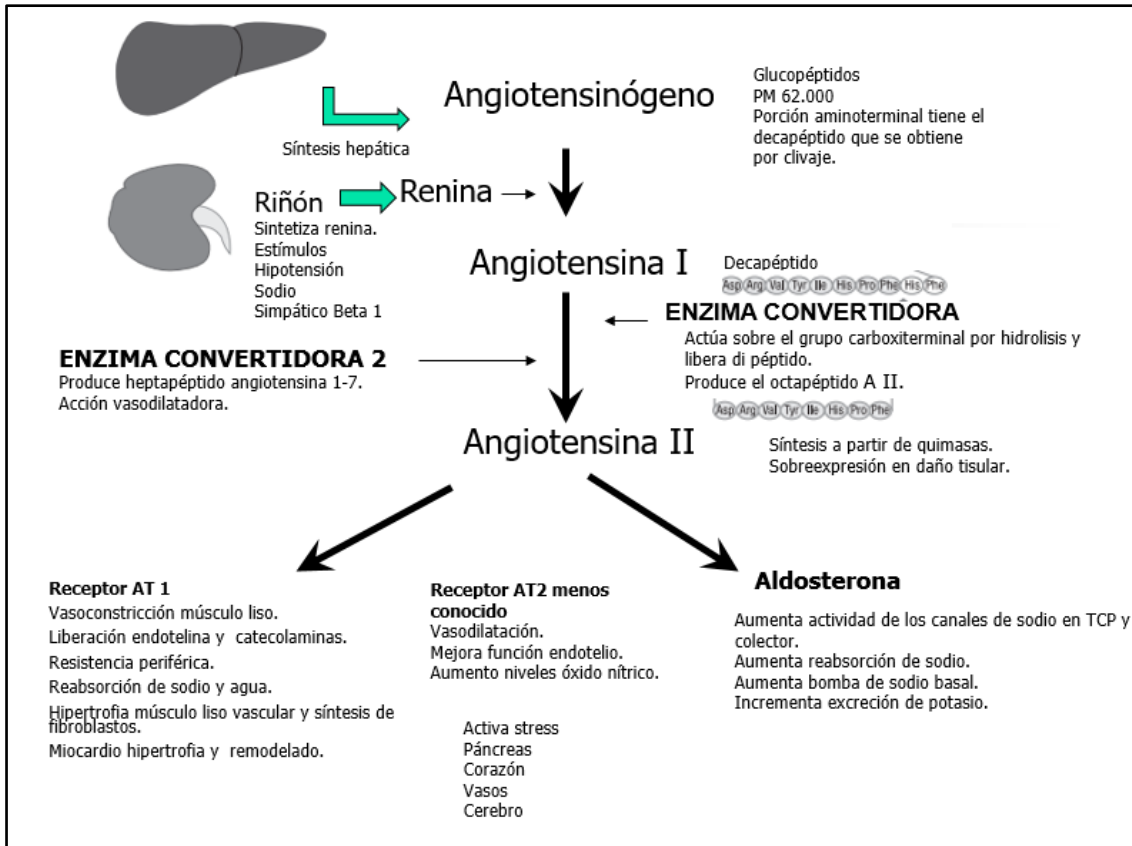 Angiotensinógeno
Glucopéptidos
PM 62.000
Porción aminoterminal tiene el
decapéptido que se obtiene
por clivaje.
Síntesis hepática
Riñón
Renina
Sintetiza renina.
Estímulos
Hipotensión
Sodio
Simpático Beta 1
Angiotensina I
Decapéptido
Asp Arg Val Tyr Ile His Pro Phe His Phe
ENZIMA CONVERTIDORA
Actúa sobre el grupo carboxiterminal por hidrolisis y
libera di péptido.
Produce el octapéptido A II.
Asp Arg Val Tyr Ile His Pro Phe
ENZIMA CONVERTIDORA 2
Produce heptapéptido angiotensina 1-7.
Acción vasodilatadora.
Angiotensina II
Síntesis a partir de quimasas.
Sobreexpresión en daño tisular.
Receptor AT 1
Vasoconstricción músculo liso.
Liberación endotelina y catecolaminas.
Resistencia periférica.
Reabsorción de sodio y agua.
Hipertrofia músculo liso vascular y síntesis de
fibroblastos.
Miocardio hipertrofia y remodelado.
Receptor AT2 menos
conocido
Vasodilatación.
Mejora función endotelio.
Aumento niveles óxido nítrico.
Activa stress
Páncreas
Corazón
Vasos
Cerebro
Aldosterona
Aumenta actividad de los canales de sodio en TCP y
colector.
Aumenta reabsorción de sodio.
Aumenta bomba de sodio basal.
Incrementa excreción de potasio.